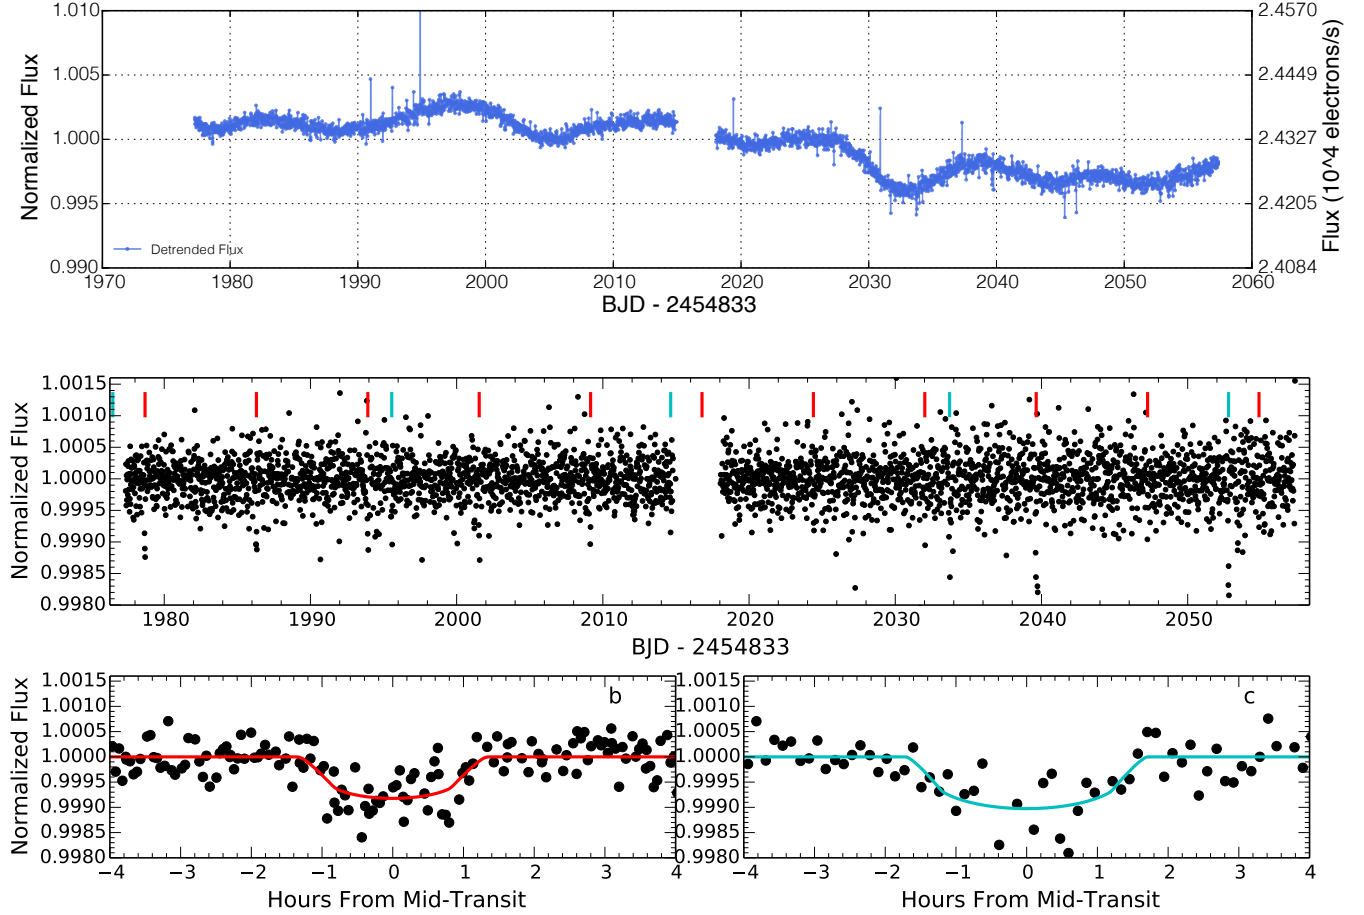 1.010
1.005
1.000
0.995
0.990
Normalized Flux
2.4570
2.4449
2.4327
2.4205
2.4084
Flux (10^4 electrons/s)
Detrended Flux
1970 1980 1990 2000 2010 2020 2030 2040 2050 2060
BJD - 2454833
1.0015
1.0010
1.0005
1.0000
0.9995
0.9990
0.9985
0.9980
Normalized Flux
1980 1990 2000 2010 2020 2030 2040 2050
BJD - 2454833
1.0015
1.0010
1.0005
1.0000
0.9995
0.9990
0.9985
0.9980
Normalized Flux
b
−4 −3 −2 −1 0 1 2 3 4
Hours From Mid-Transit
1.0015
1.0010
1.0005
1.0000
0.9995
0.9990
0.9985
0.9980
c
−4 −3 −2 −1 0 1 2 3 4
Hours From Mid-Transit